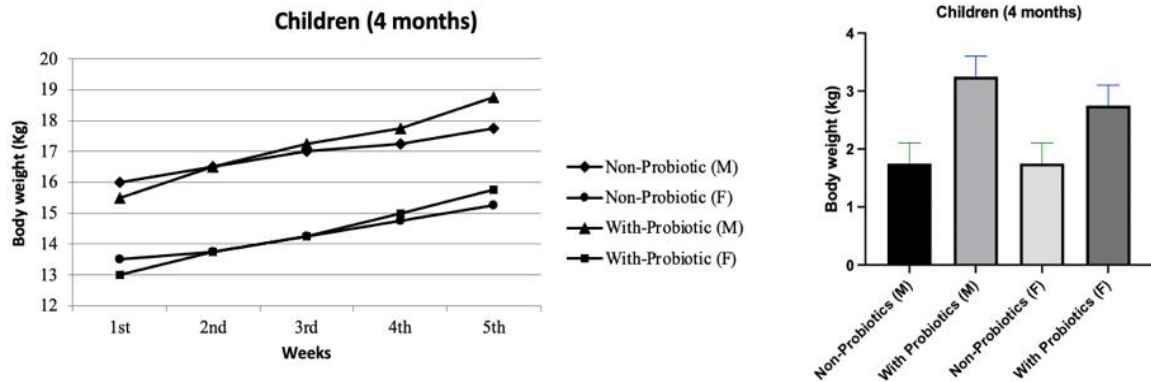 Children (4 months)
Body weight (Kg)
20
19
18
17
16
15
14
13
12
1st 2nd 3rd 4th 5th
Weeks
Non-Probiotic (M)
Non-Probiotic (F)
With-Probiotic (M)
With-Probiotic (F)
Children (4 months)
Body weight (kg)
4
3
2
1
0
Non-Probiotics (M)
With Probiotics (M)
Non-Probiotics (F)
With Probiotics (F)